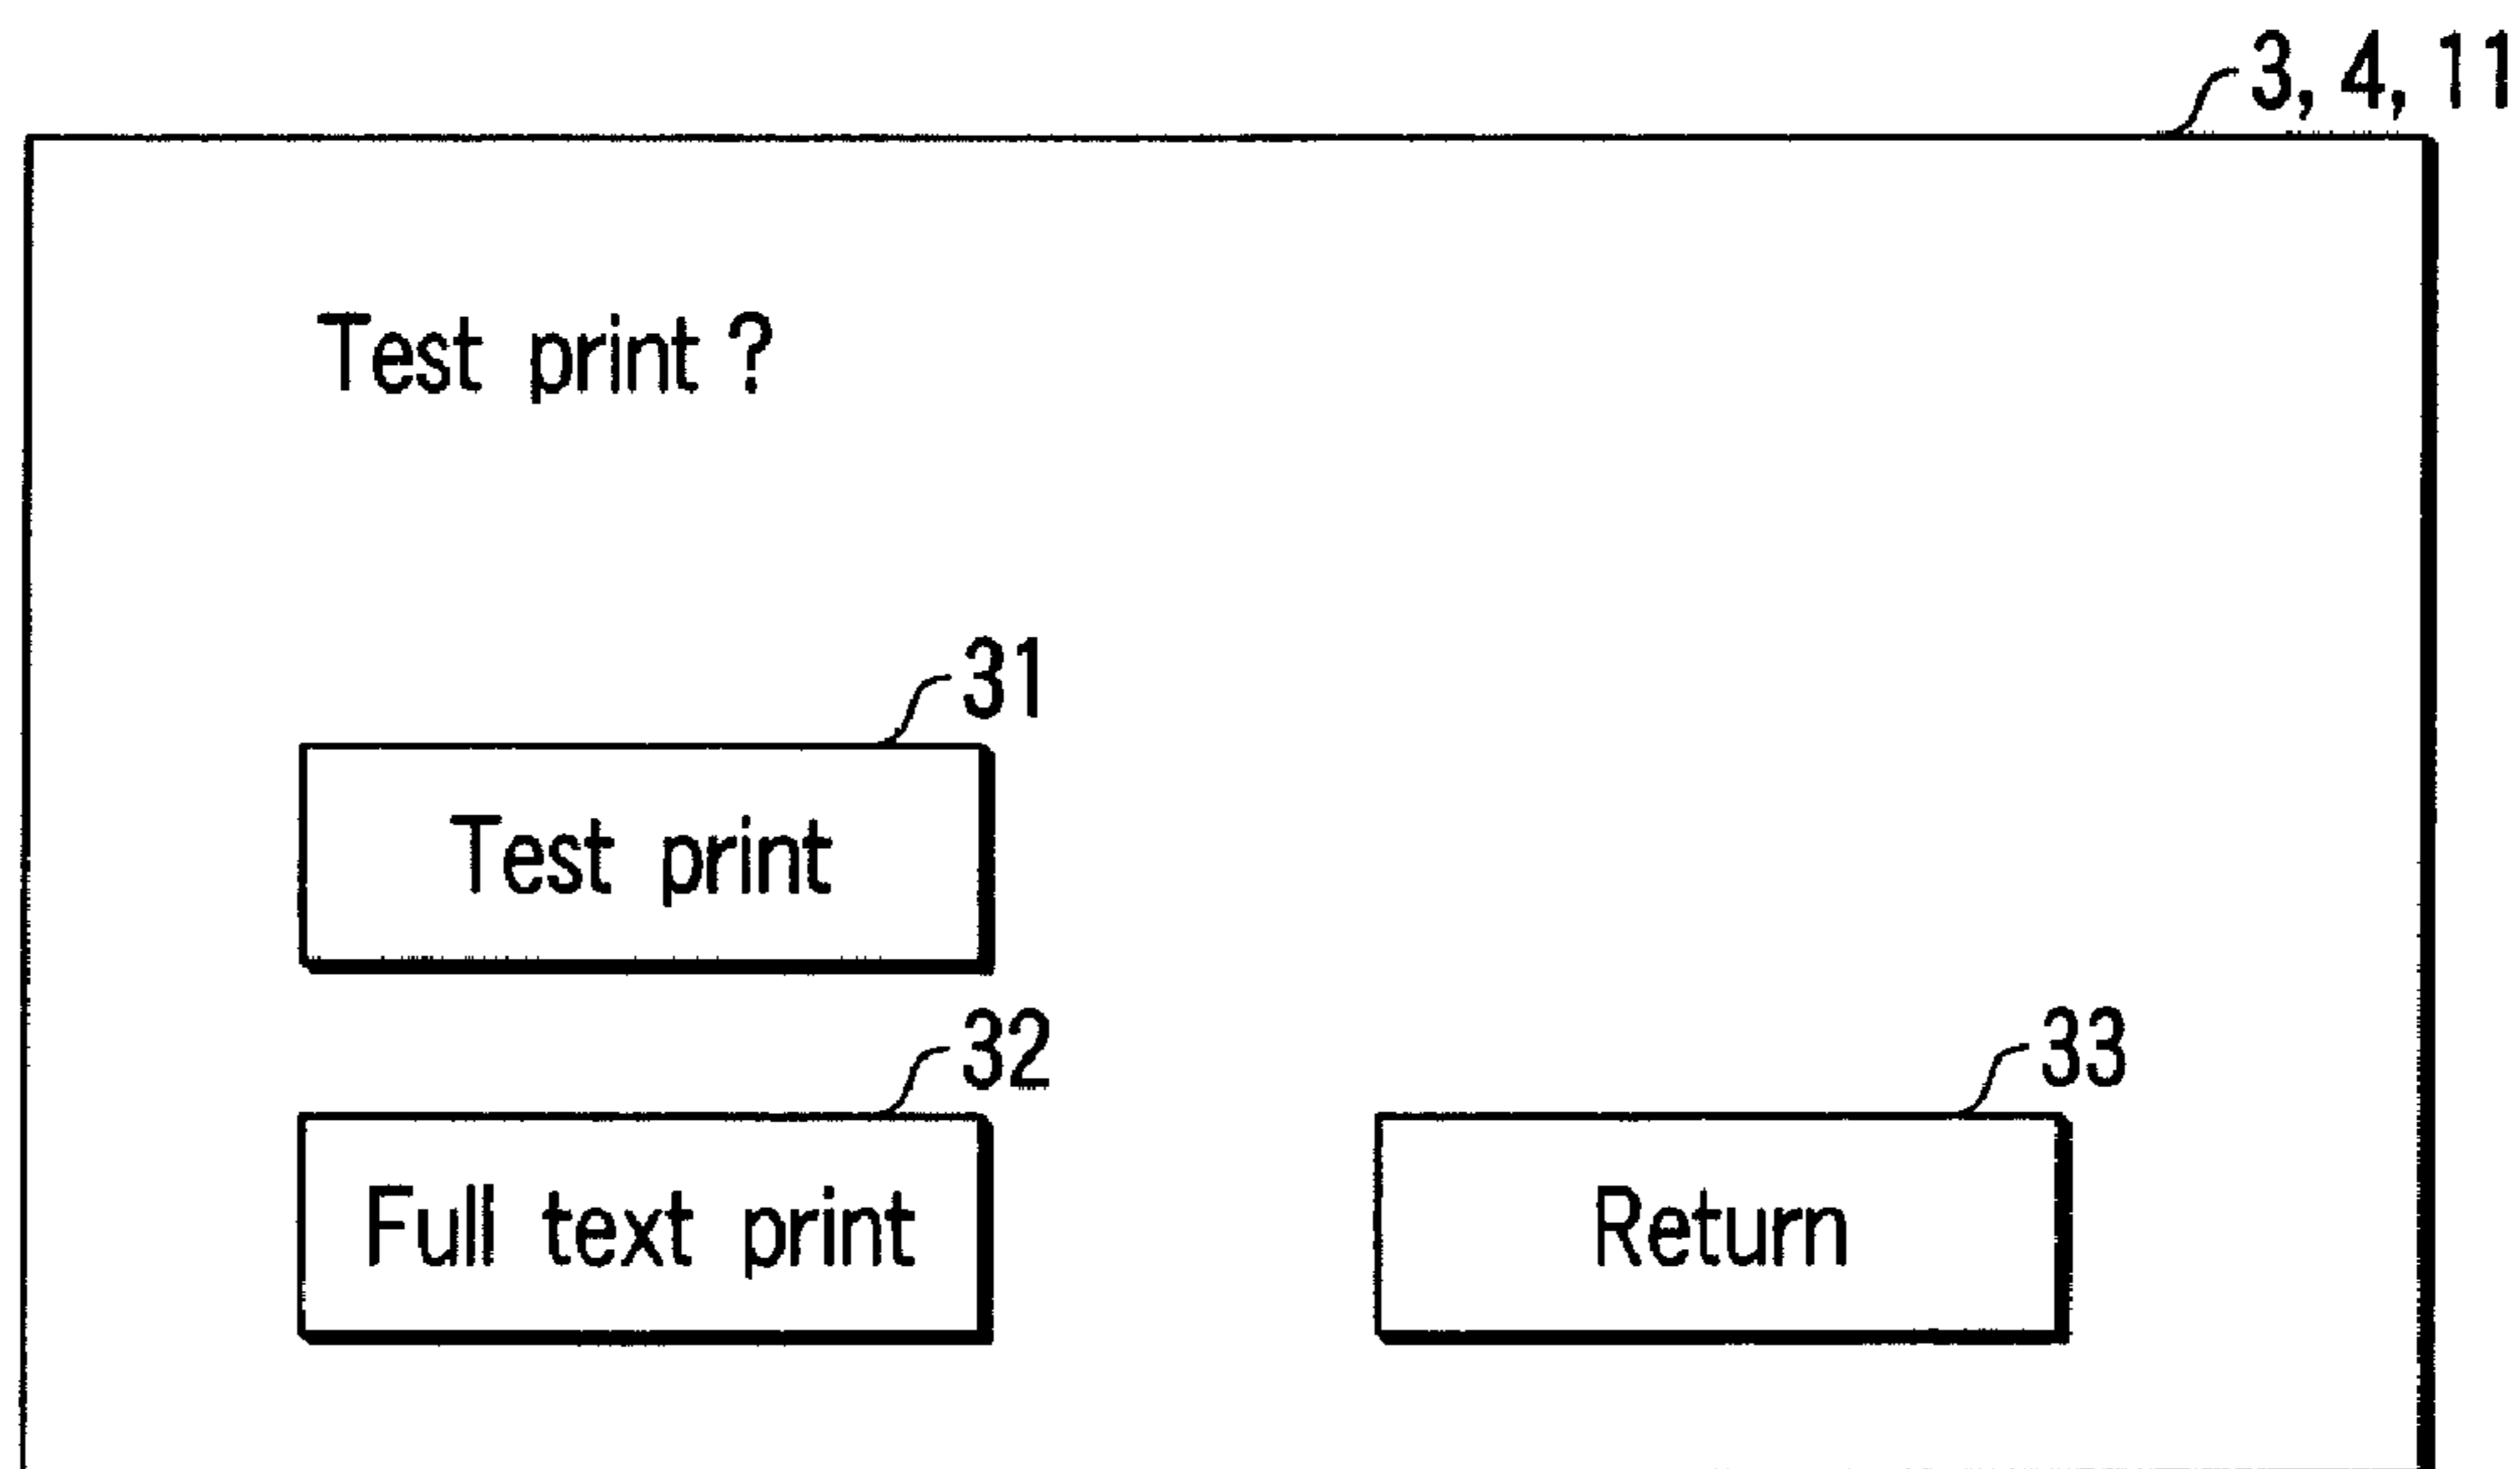 3, 4, 11
Test print ?
31
Test print
32
33
Full text print
Return